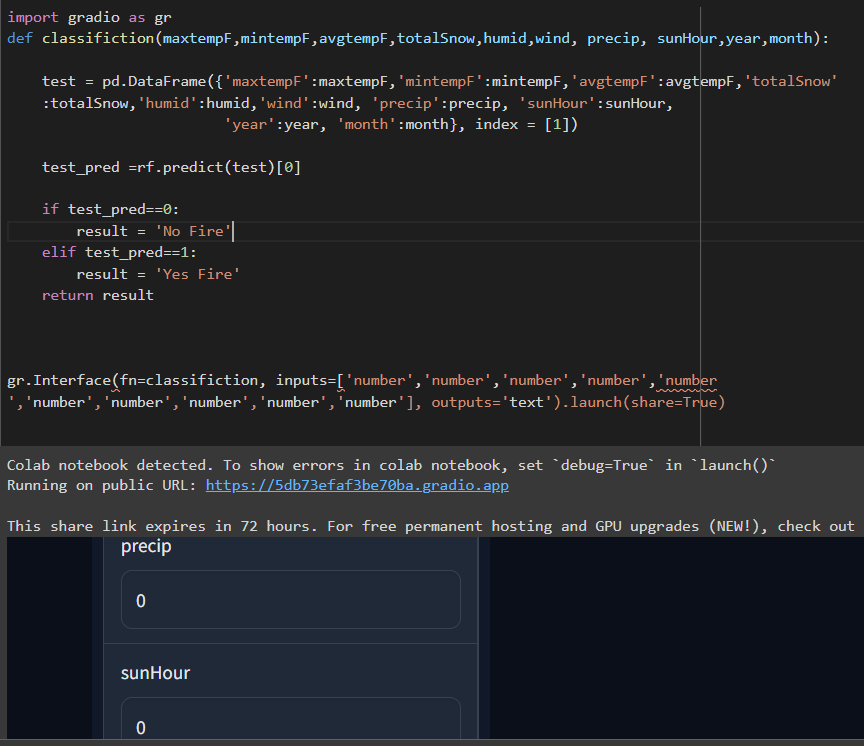 import gradio as gr
def classifiction(maxtempF,mintempF,avgtempF,totalSnow,humid,wind, precip, sunHour,year,month):
test = pd.DataFrame({'maxtempF':maxtempF,'mintempF':mintempF,'avgtempF':avgtempF,'totalSnow'
:totalSnow,'humid':humid,'wind':wind, 'precip':precip, 'sunHour':sunHour,
'year':year, 'month':month}, index = [1])
test_pred =rf.predict(test)[0]
if test_pred==0:
result = 'No Fire'
elif test_pred==1:
result = 'Yes Fire'
return result
gr.Interface(fn=classifiction, inputs=['number','number','number','number','number
','number','number','number','number','number'], outputs='text').launch(share=True)
Colab notebook detected. To show errors in colab notebook, set `debug=True` in `launch()`
Running on public URL: https://5db73efaf3be70ba.gradio.app
This share link expires in 72 hours. For free permanent hosting and GPU upgrades (NEW!), check out
precip
0
sunHour
0